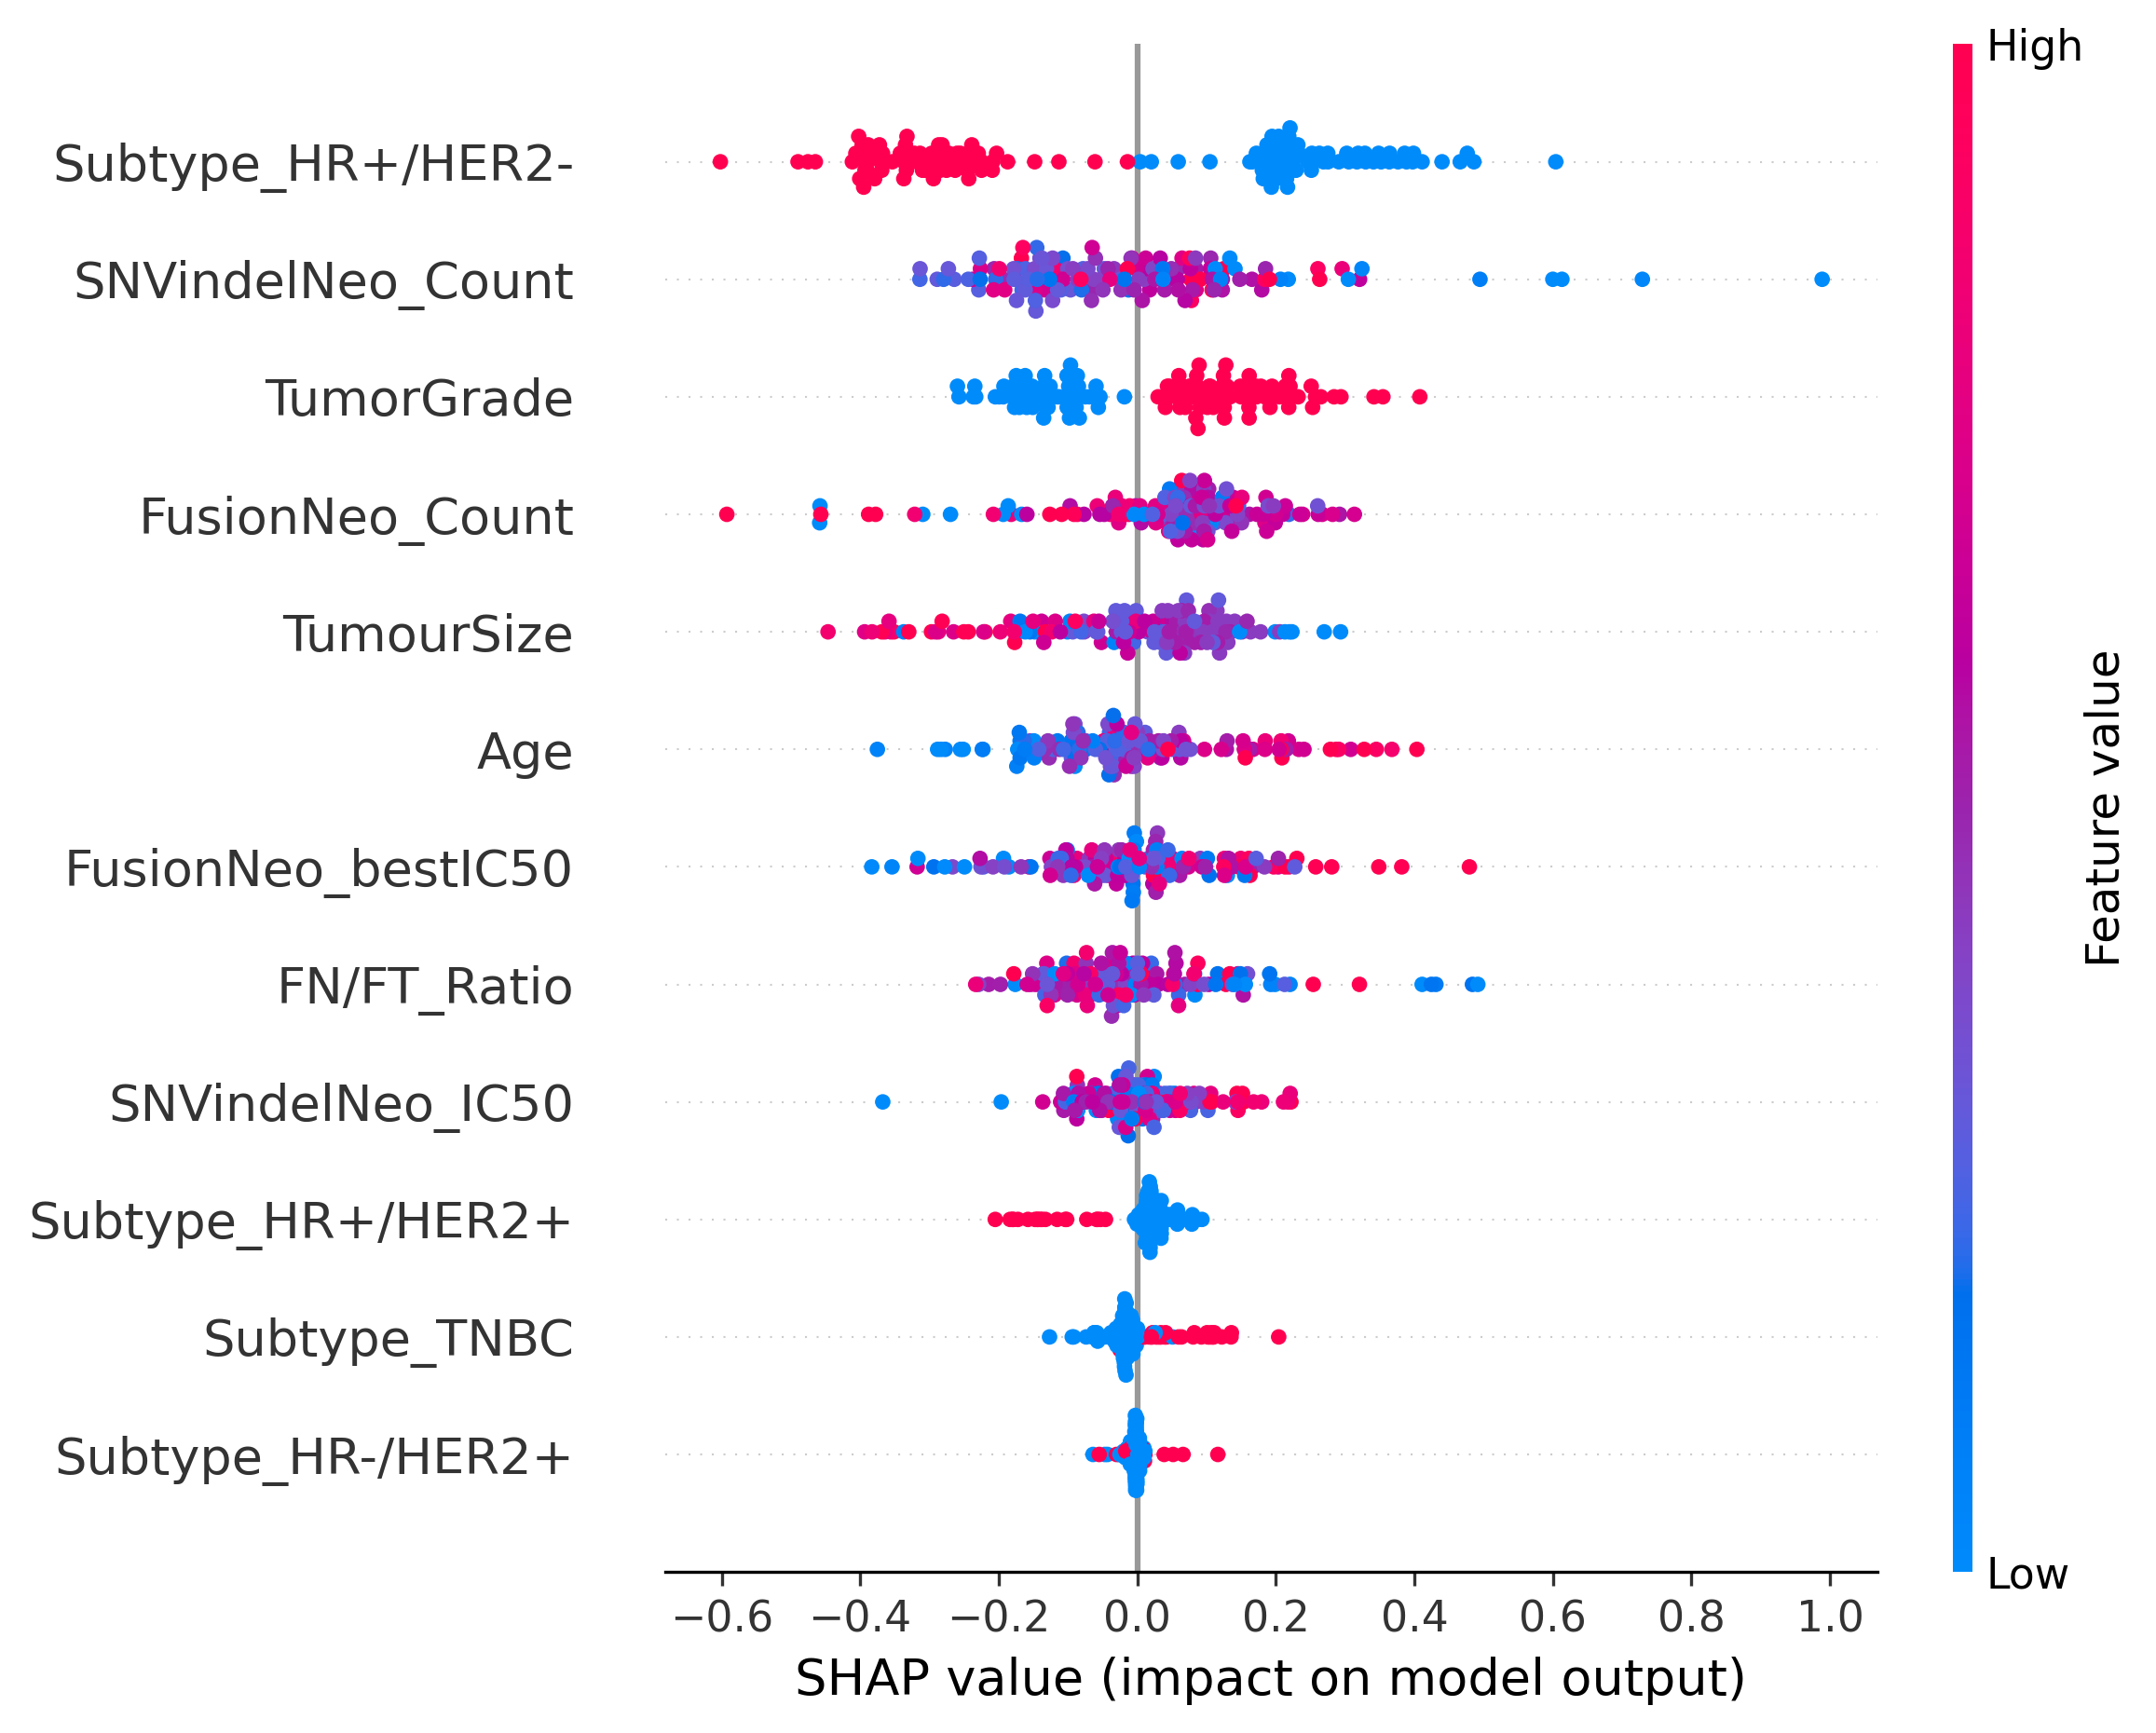 High
Subtype_HR+/HER2-
SNVindelNeo_Count
TumorGrade
FusionNeo_Count
TumourSize
Age
FusionNeo_bestIC50
FN/FT_Ratio
SNVindelNeo_IC50
Subtype_HR+/HER2+
Subtype_TNBC
Subtype_HR-/HER2+
Feature value
Low
−0.6 −0.4 −0.2 0.0 0.2 0.4 0.6 0.8 1.0
SHAP value (impact on model output)